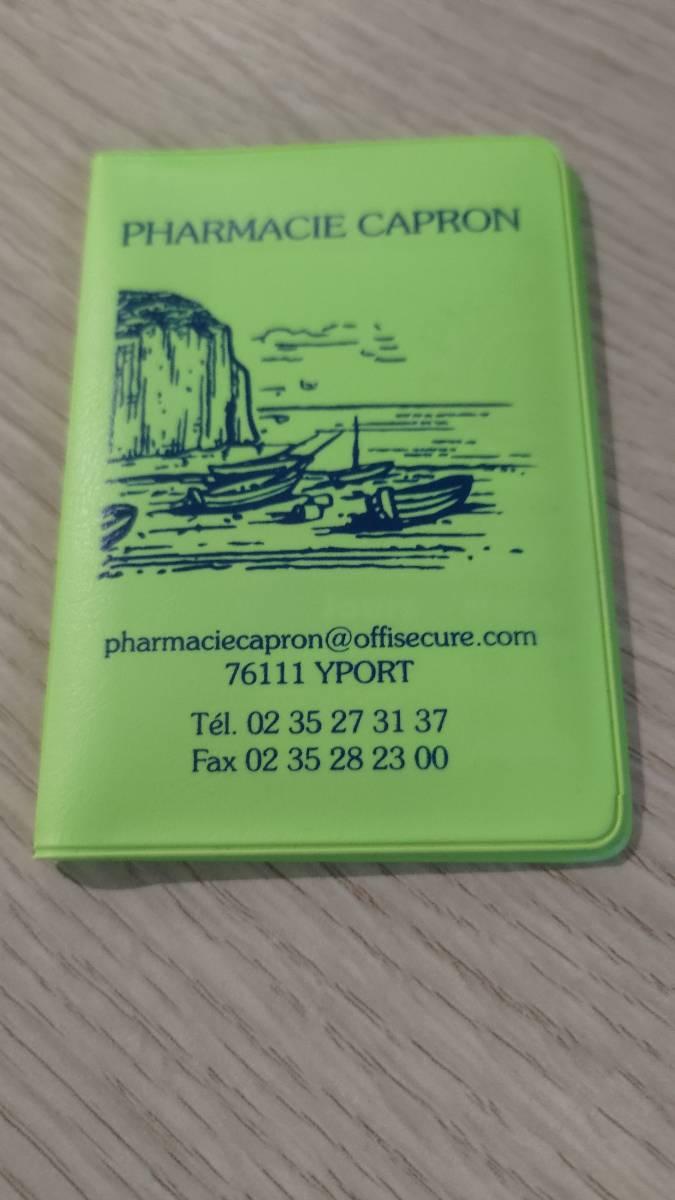 PHARMACIE CAPRON
pharmaciecapron@offisecure.com
76111 YPORT
Tél. 02 35 27 31 37
Fax 02 35 28 23 00